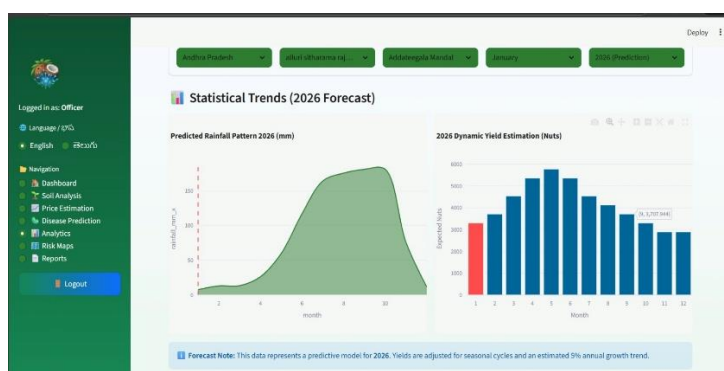 Deploy
Andhra Pradesh
alluri sitharama raj...
Addateegala Mandal
January
2026 (Prediction)
Statistical Trends (2026 Forecast)
Logged in as: Officer
Language / భాష
English
తెలుగు
Navigation
Dashboard
Soil Analysis
Price Estimation
Disease Prediction
Analytics
Risk Maps
Reports
Logout
Predicted Rainfall Pattern 2026 (mm)
rainfall_mm_x
150
100
50
0
2 4 6 8 10
month
2026 Dynamic Yield Estimation (Nuts)
Expected Nuts
6000
5000
4000
3000
2000
1000
0
1 2 3 4 5 6 7 8 9 10 11 12
Month
Forecast Note: This data represents a predictive model for 2026. Yields are adjusted for seasonal cycles and an estimated 5% annual growth trend.